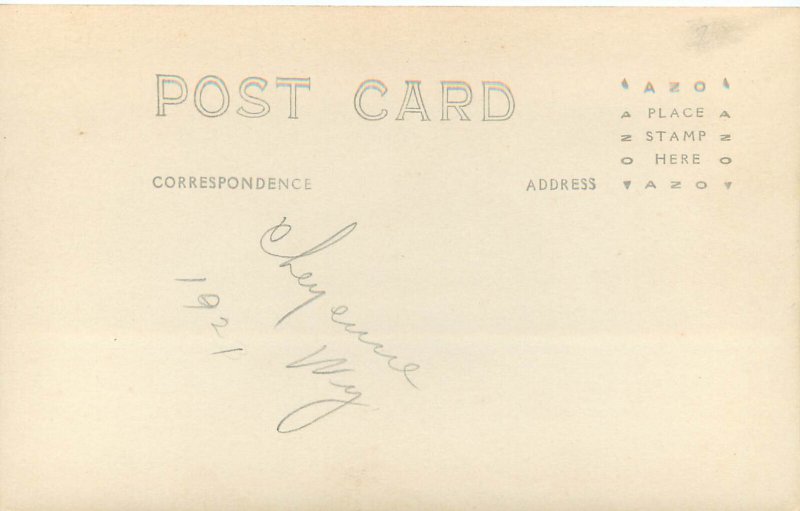 POST CARD
AZO
A PLACE A
Z STAMP Z
O HERE O
AZO
CORRESPONDENCE
ADDRESS
Cheyenne
Wy
1921